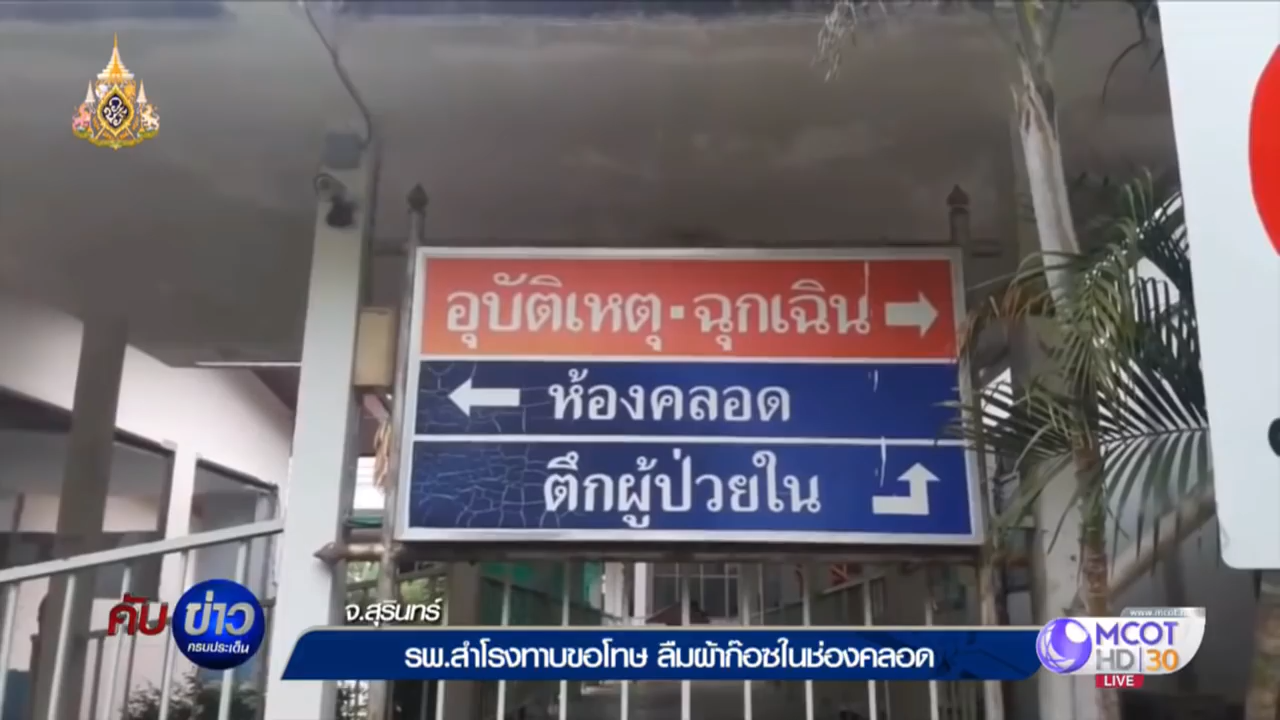 อุบัติเหตุ · ฉุกเฉิน
ห้องคลอด
ตึกผู้ป่วยใน
คับข่าว
ครบประเด็น
จ.สุรินทร์
รพ.สำโรงทาบขอโทษ ลืมผ้าก๊อซในช่องคลอด
MCOT
HD 30
LIVE